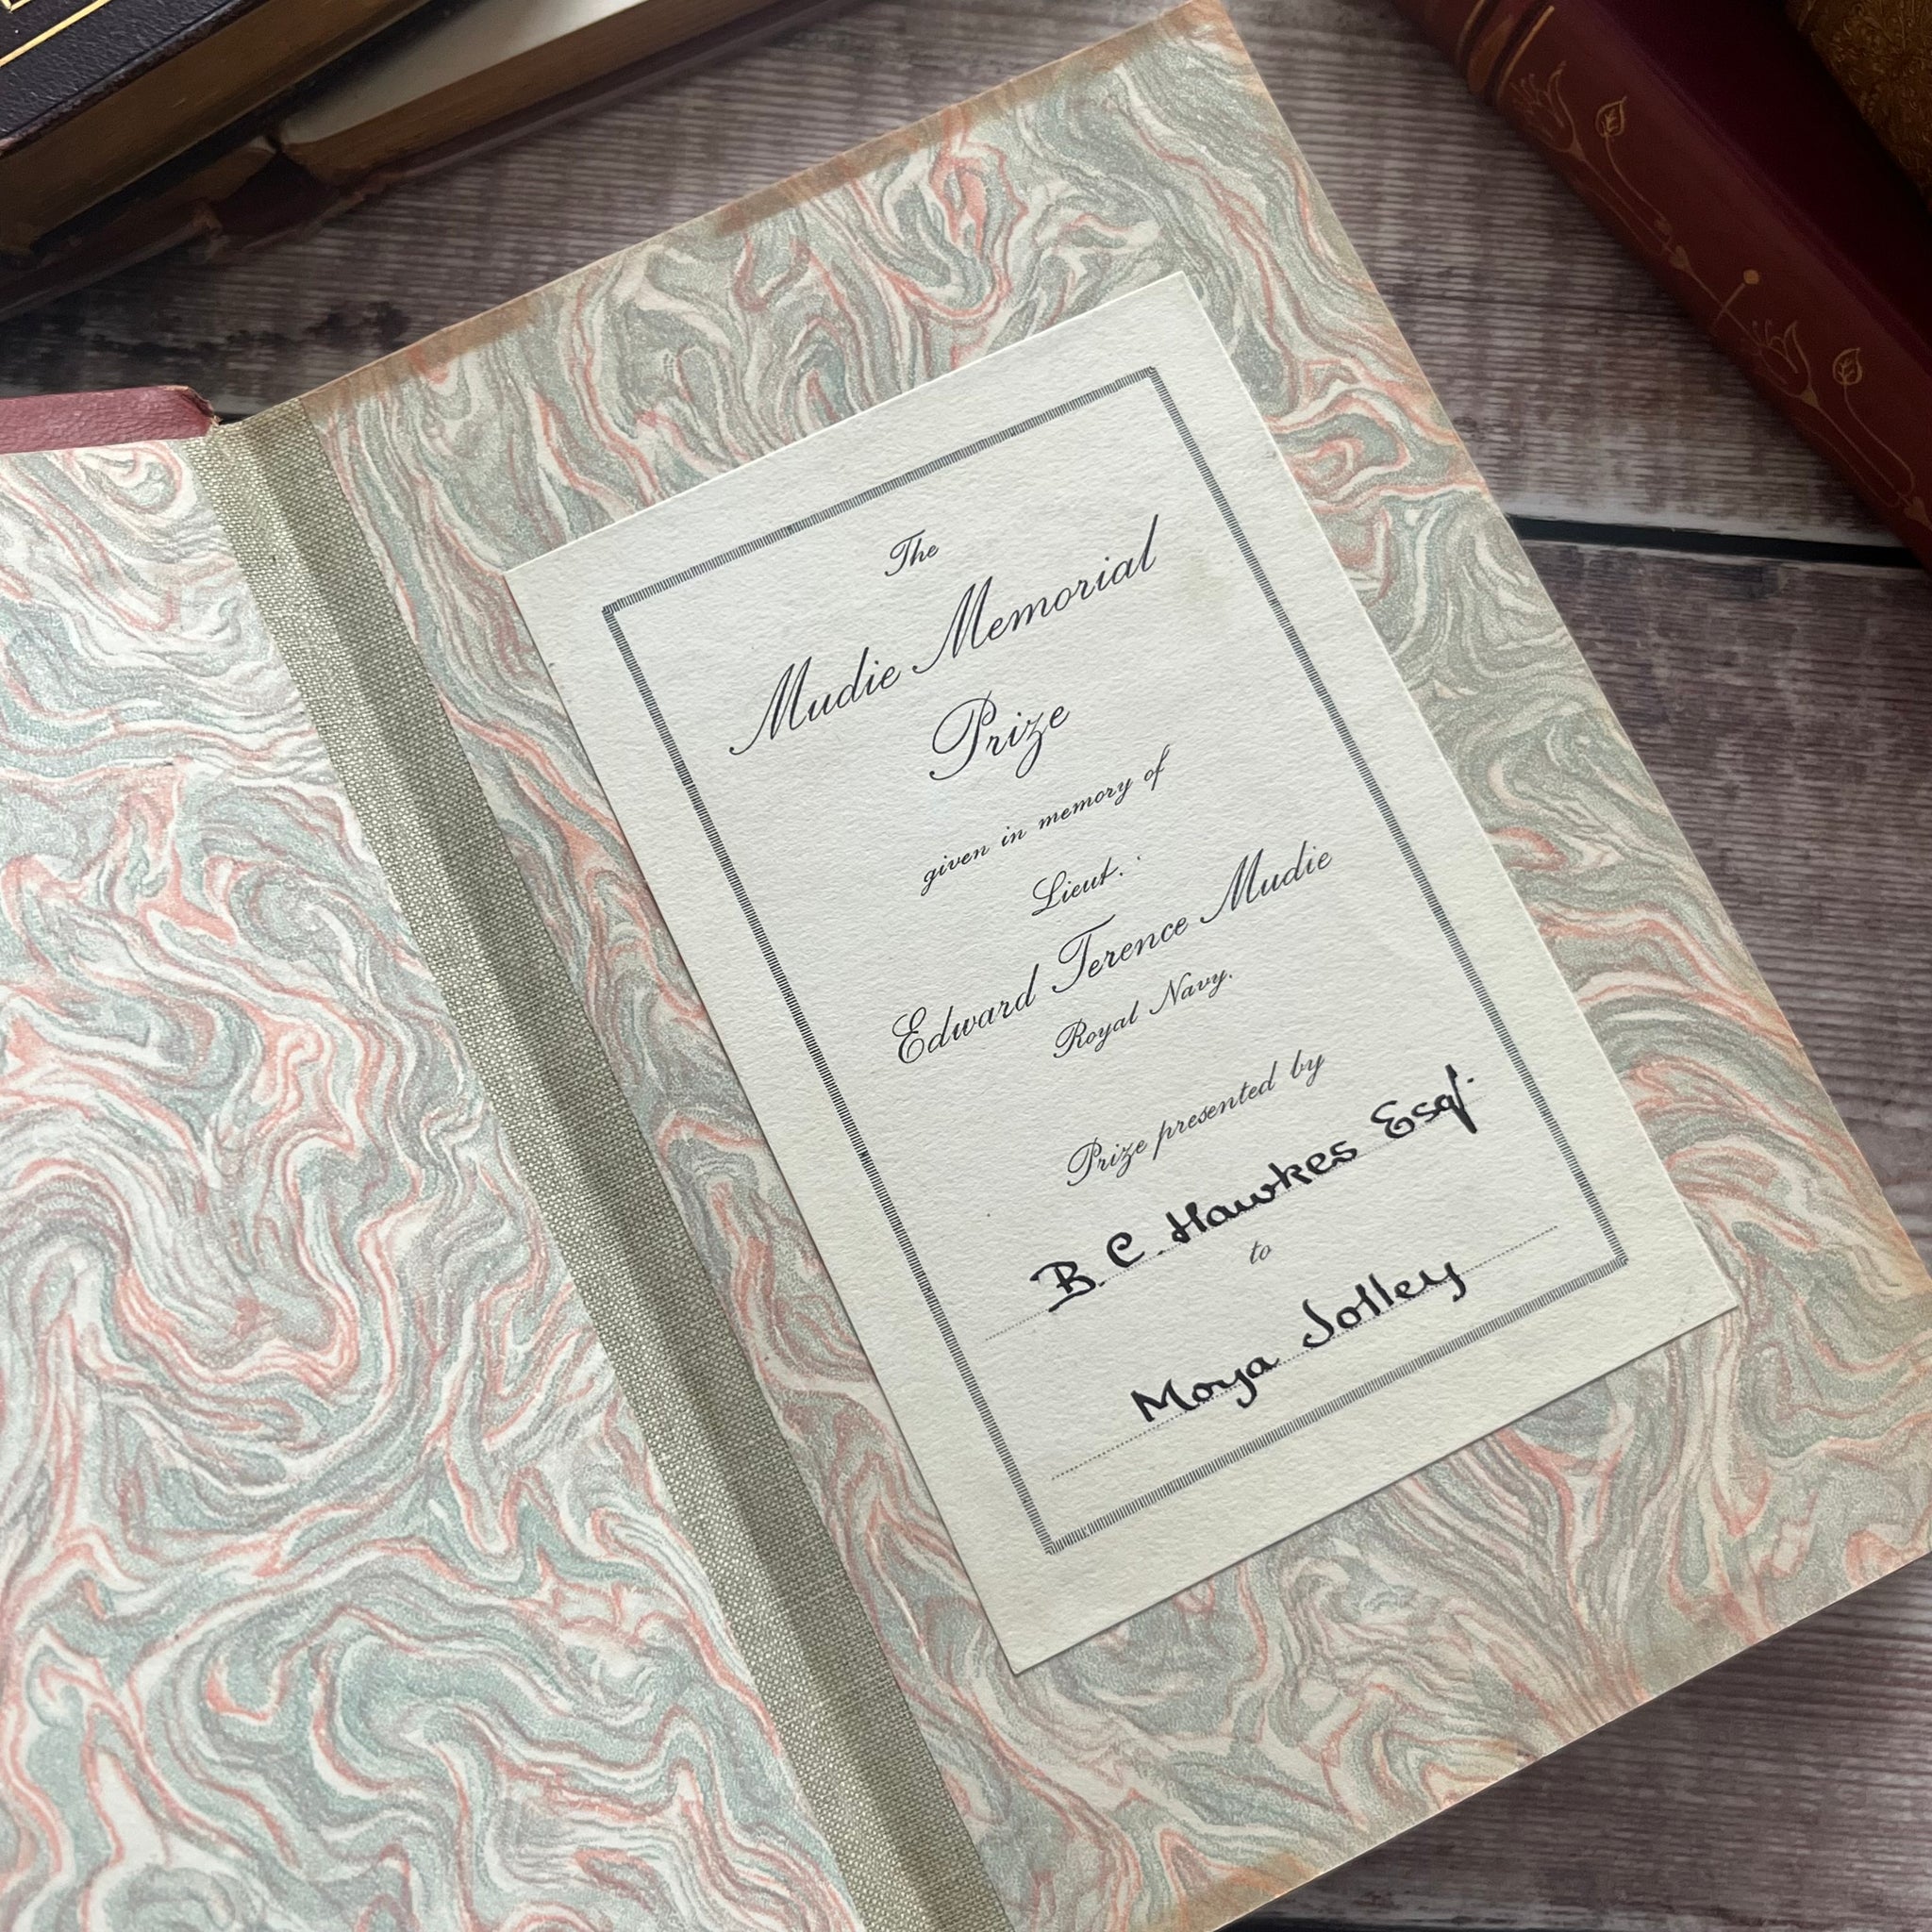 The
Mudie Memorial
Prize
given in memory of
Lieut.:
Edward Terence Mudie
Royal Navy.
Prize presented by
B. C. Hawkes Esq.
to
Moya Jolley